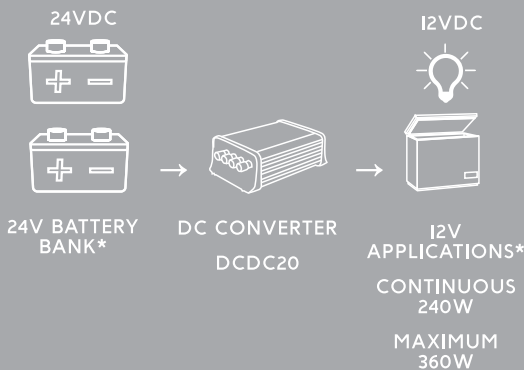 24VDC
12VDC
24V BATTERY
BANK*
DC CONVERTER
DCDC20
12V
APPLICATIONS*
CONTINUOUS
240W
MAXIMUM
360W